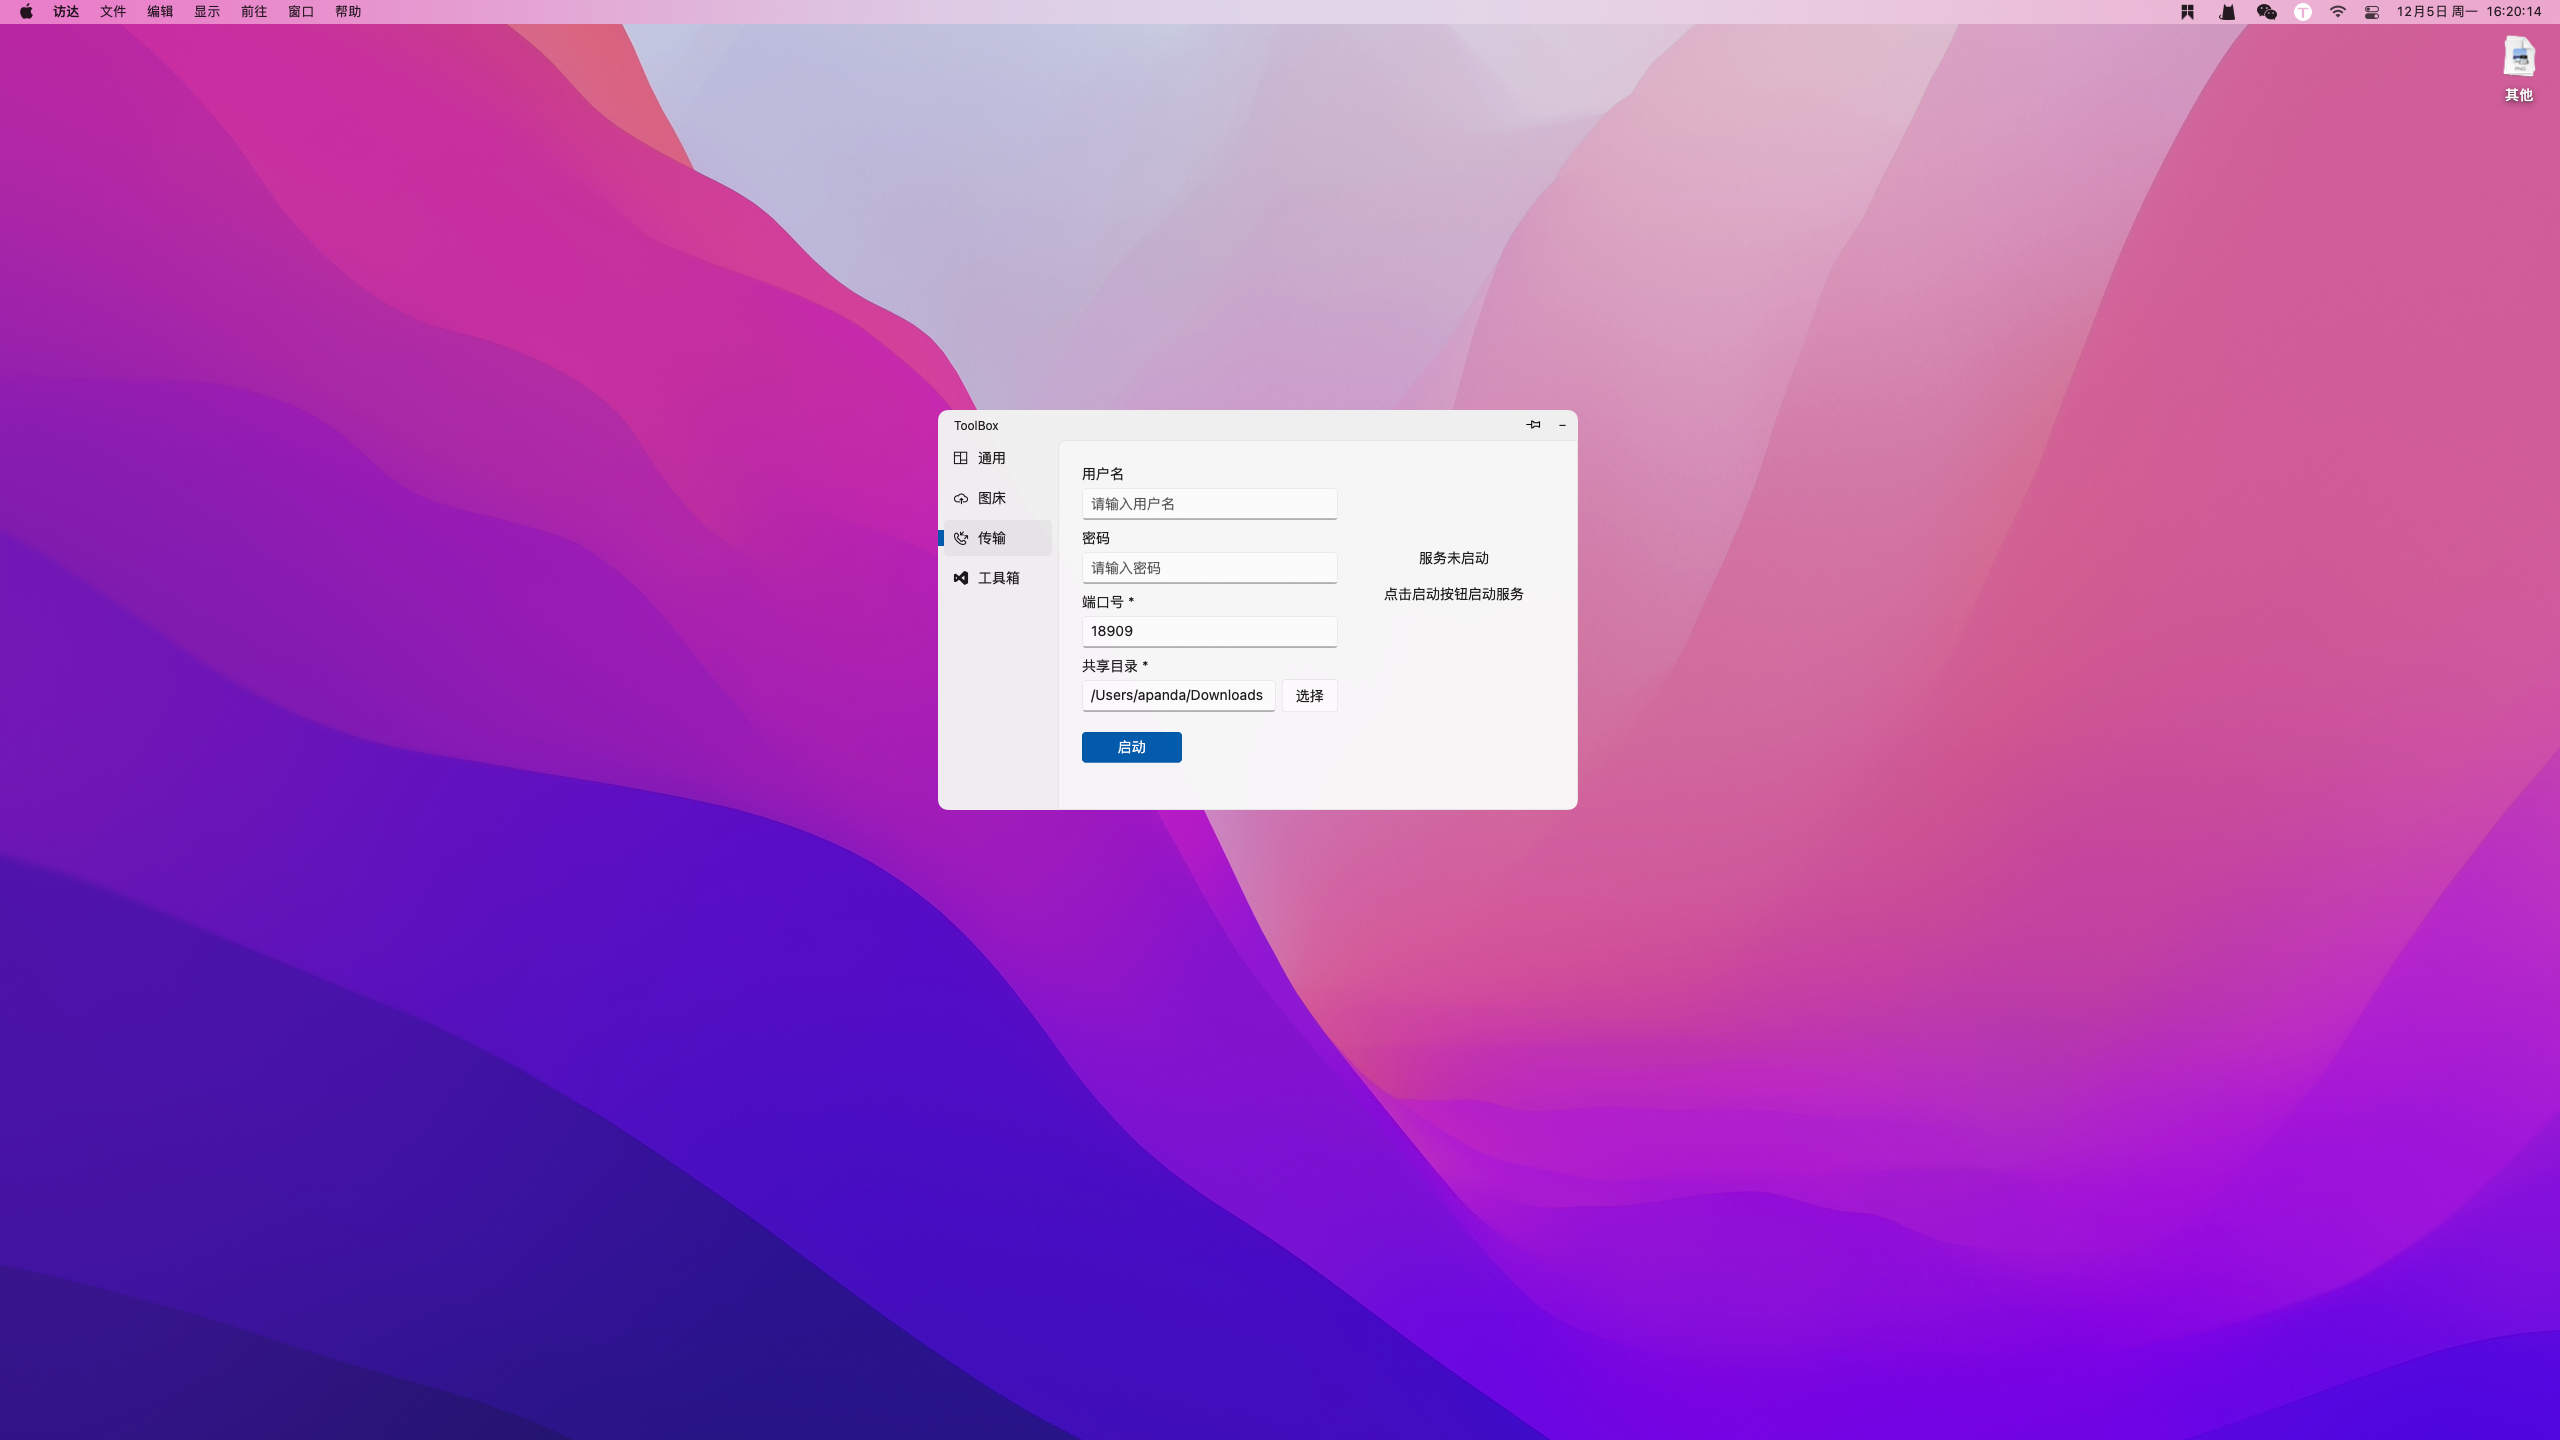 访达 文件 编辑 显示 前往 窗口 帮助 T 12月5日 周一 16:20:14
PNG
其他
ToolBox
通用
图床
传输
工具箱
用户名
请输入用户名
密码
请输入密码
端口号 *
18909
共享目录 *
/Users/apanda/Downloads 选择
启动
服务未启动
点击启动按钮启动服务